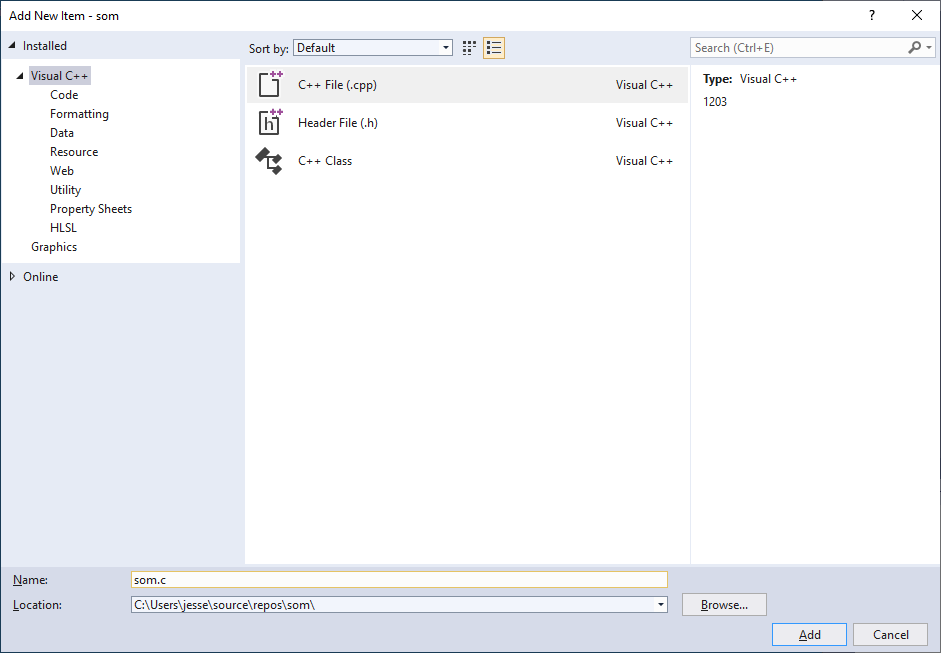 Add New Item - som
?
Installed
Sort by: Default
Search (Ctrl+E)
Visual C++
Code
Formatting
Data
Resource
Web
Utility
Property Sheets
HLSL
Graphics
Online
C++ File (.cpp) Visual C++
Header File (.h) Visual C++
C++ Class Visual C++
Type: Visual C++
1203
Name: som.c
Location: C:\Users\jesse\source\repos\som\
Browse...
Add Cancel